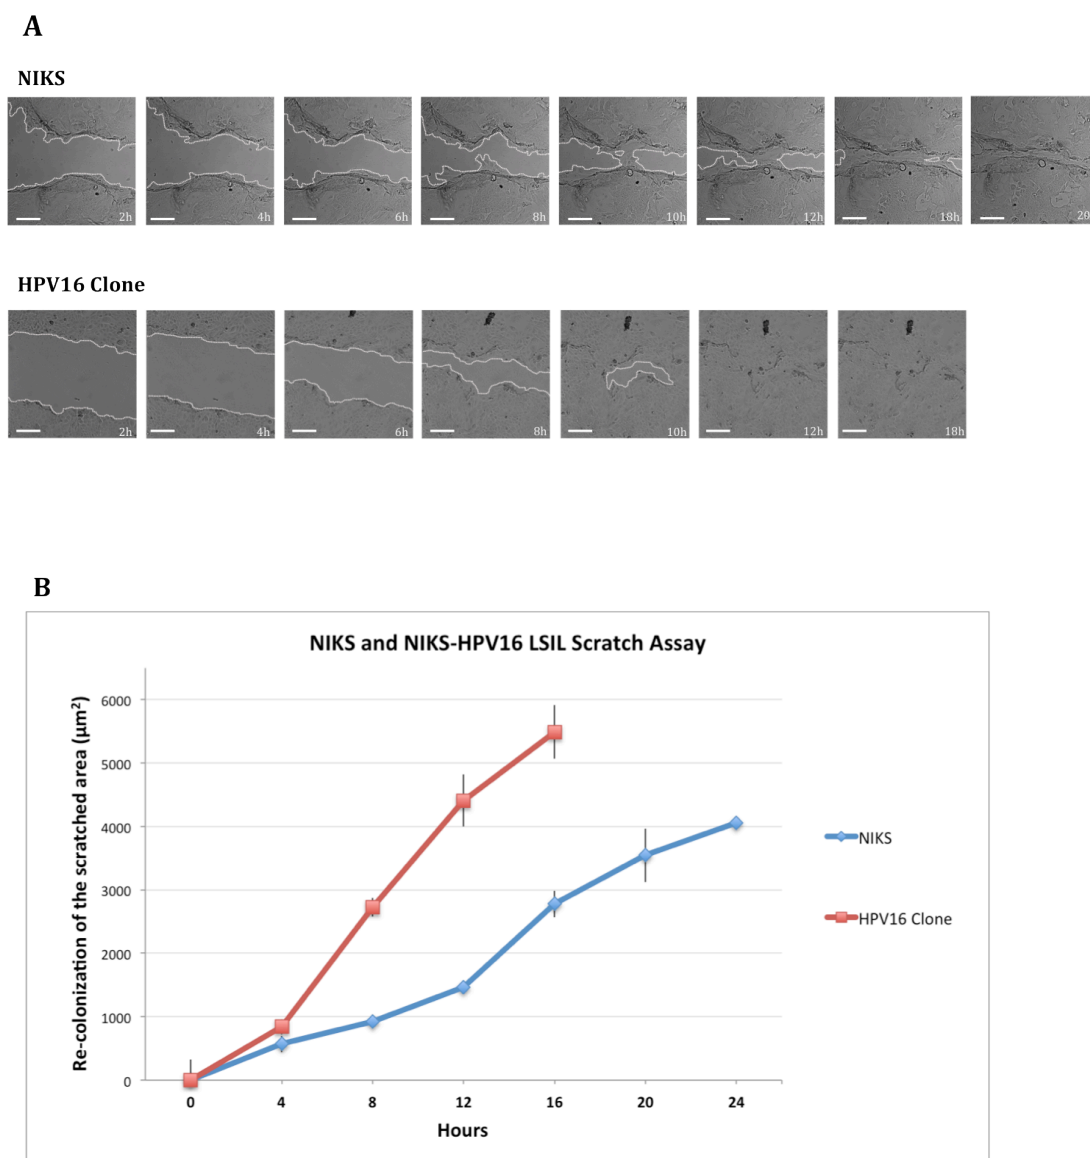 A
NIKS
2h 4h 6h 8h 10h 12h 18h 20
HPV16 Clone
2h 4h 6h 8h 10h 12h 18h
B
NIKS and NIKS-HPV16 LSIL Scratch Assay
Re-colonization of the scratched area (µm²)
6000
5000
4000
3000
2000
1000
0
0 4 8 12 16 20 24
Hours
NIKS
HPV16 Clone